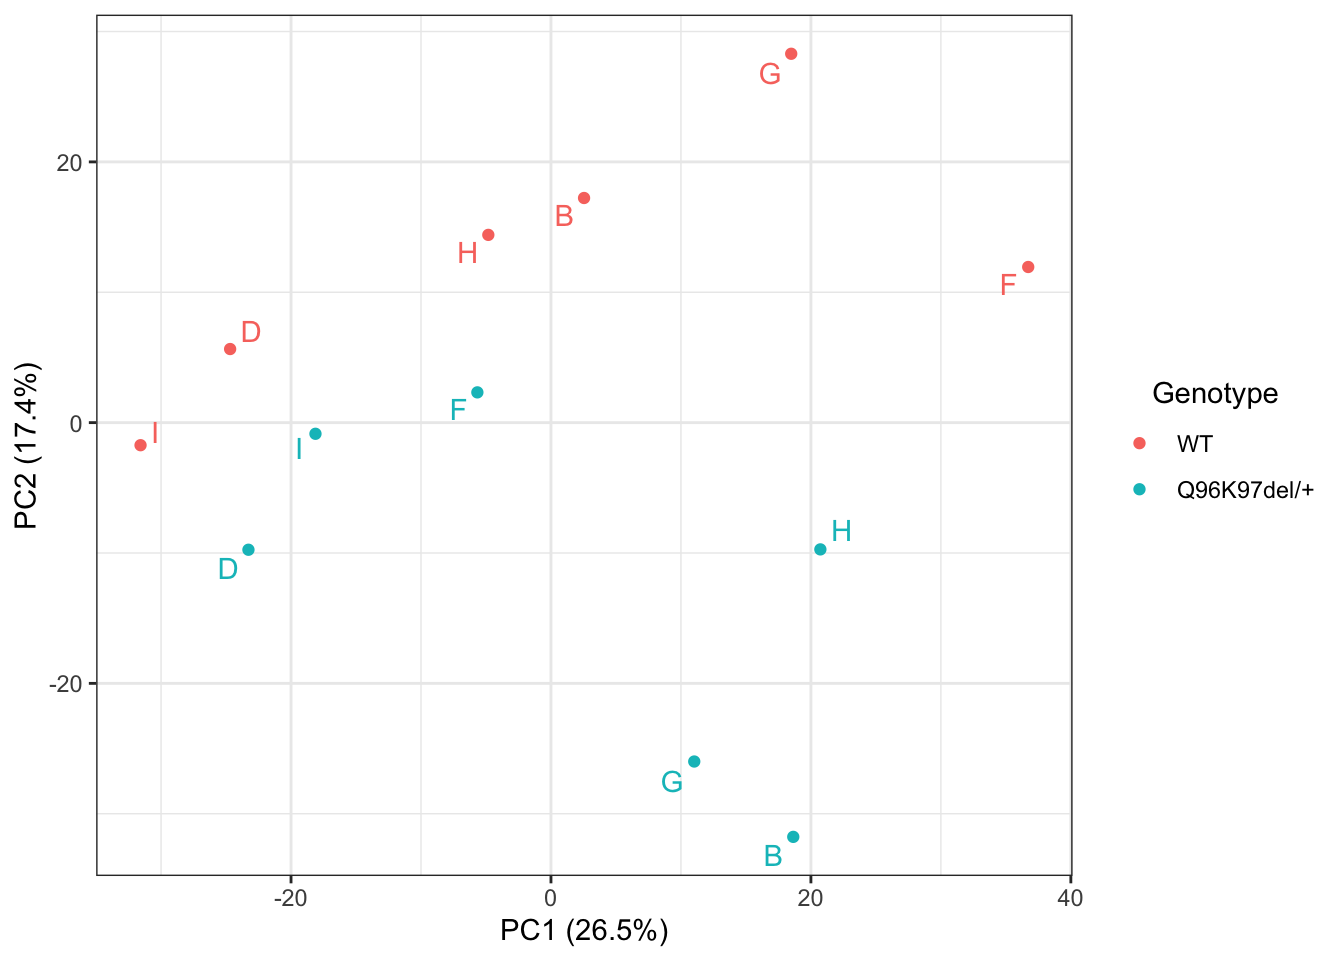 G
20
B
H
F
D
F
I
0
I
H
D
-20
G
B
-20
0
20
40
PC1 (26.5%)
PC2 (17.4%)
Genotype
WT
Q96K97del/+